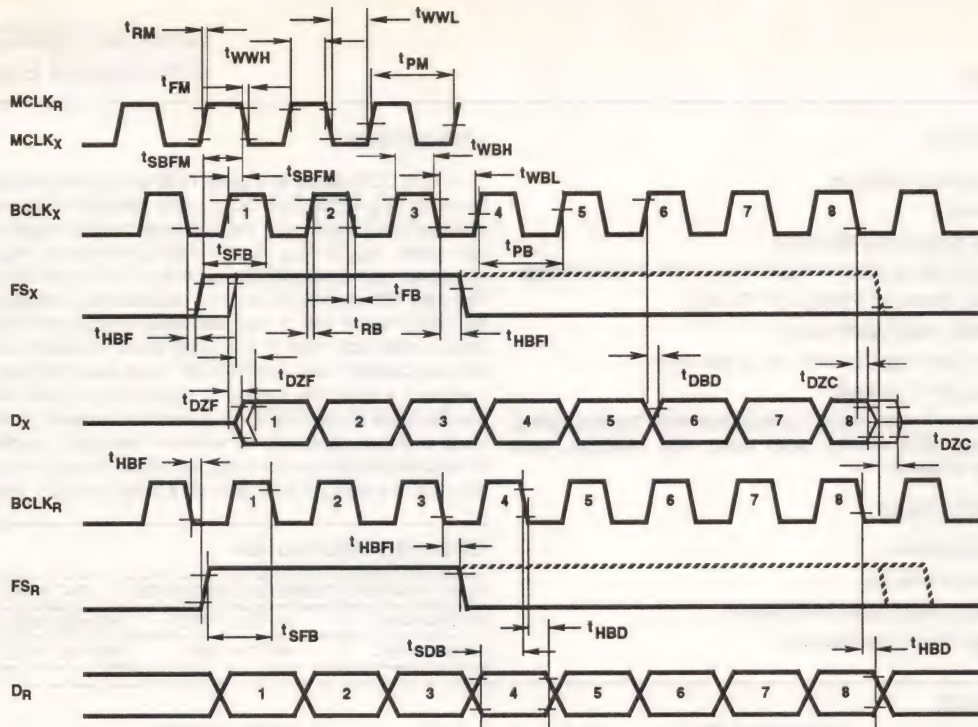 tRM
tWWL
tWWH
tPM
tFM
MCLKR
MCLKX
tSBFM
tSBFM
tWBH
tWBL
BCLKX
1 2 3 4 5 6 7 8
tSFB
tPB
FSX
tFB
tHBF
tRB
tHBFI
tDZF
tDBD
tDZC
tDZF
DX
1 2 3 4 5 6 7 8
tDZC
tHBF
BCLKR
1 2 3 4 5 6 7 8
tHBFI
FSR
tSFB
tSDB
tHBD
tHBD
DR
1 2 3 4 5 6 7 8